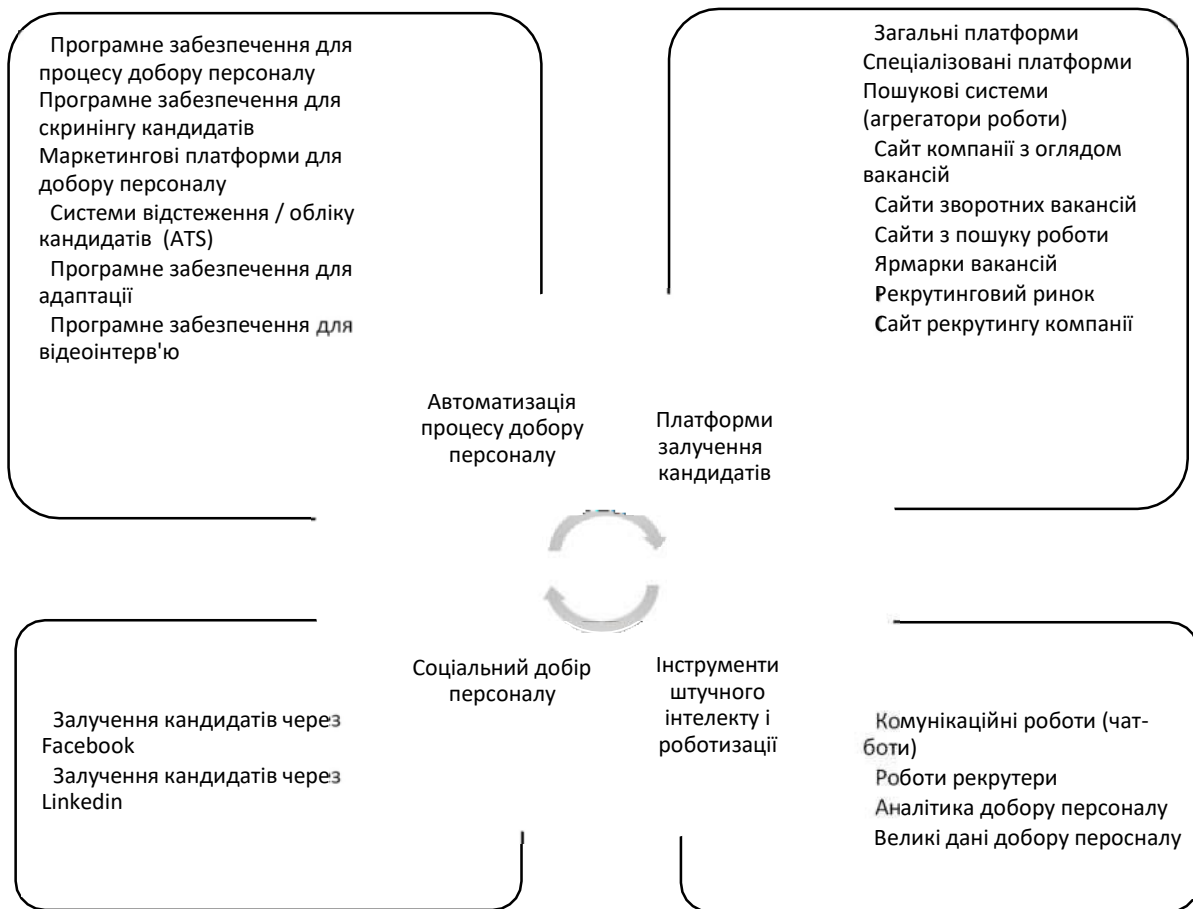 Програмне забезпечення для
процесу добору персоналу
Програмне забезпечення для
скринінгу кандидатів
Маркетингові платформи для
добору персоналу
Системи відстеження / обліку
кандидатів (ATS)
Програмне забезпечення для
адаптації
Програмне забезпечення для
відеоінтерв'ю
Загальні платформи
Спеціалізовані платформи
Пошукові системи
(агрегатори роботи)
Сайт компанії з оглядом
вакансій
Сайти зворотних вакансій
Сайти з пошуку роботи
Ярмарки вакансій
Рекрутинговий ринок
Сайт рекрутингу компанії
Автоматизація
процесу добору
персоналу
Платформи
залучення
кандидатів
Соціальний добір
персоналу
Інструменти
штучного
інтелекту і
роботизації
Залучення кандидатів через
Facebook
Залучення кандидатів через
Linkedin
Комунікаційні роботи (чат-
боти)
Роботи рекрутери
Аналітика добору персоналу
Великі дані добору перосналу